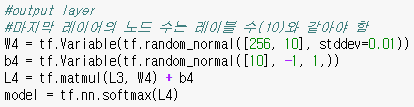 #output layer
#마지막 레이어의 노드 수는 레이블 수(10)와 같아야 함
W4 = tf.Variable(tf.random_normal([256, 10], stddev=0.01))
b4 = tf.Variable(tf.random_normal([10], -1, 1,))
L4 = tf.matmul(L3, W4) + b4
model = tf.nn.softmax(L4)